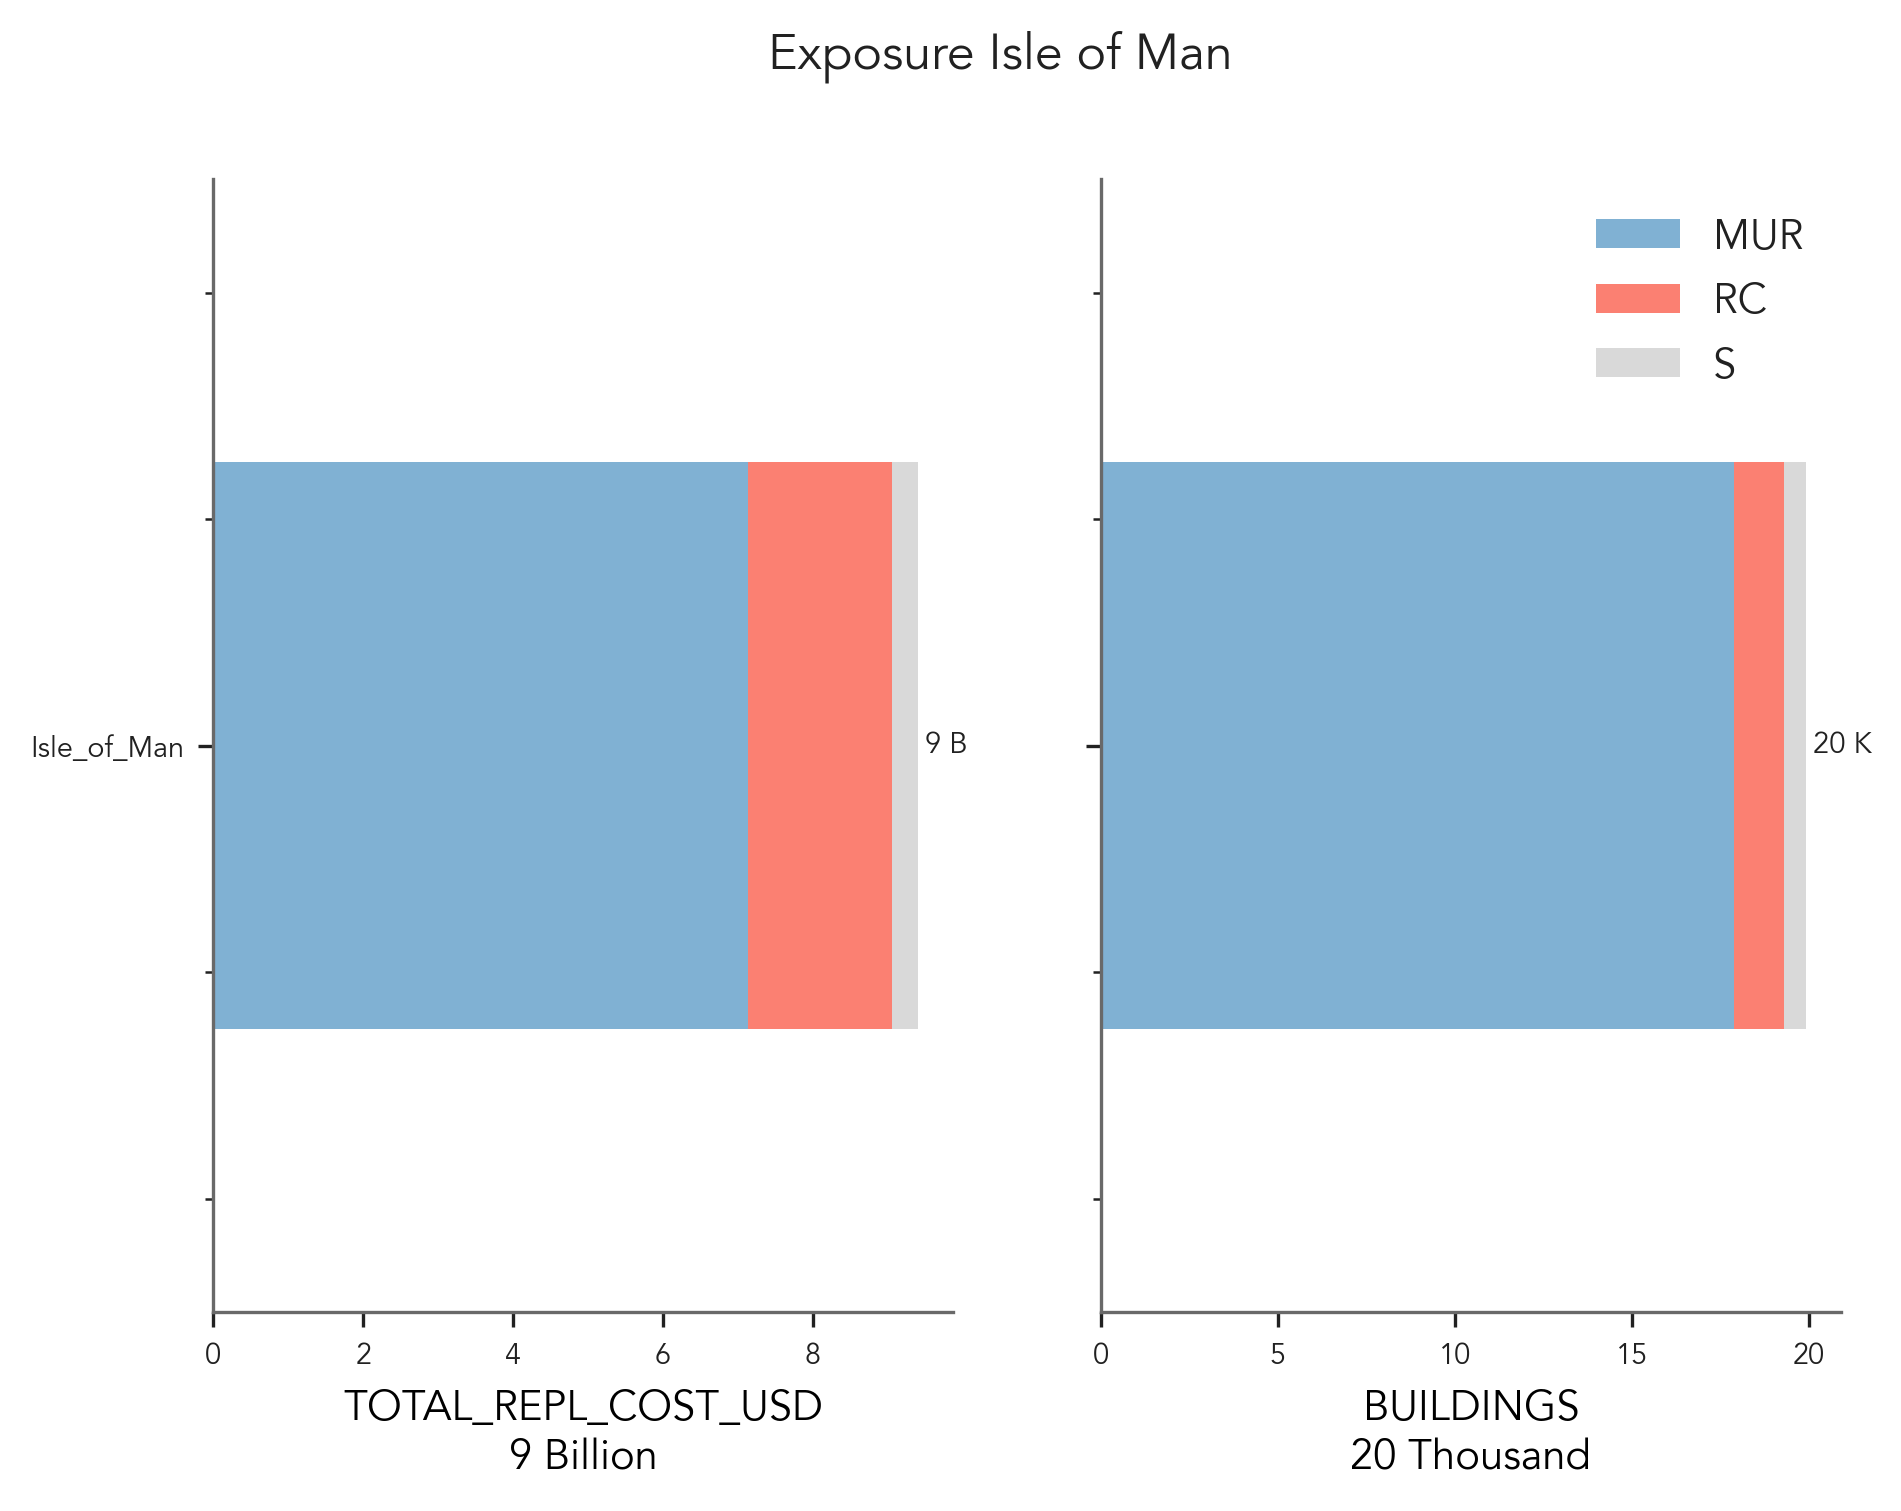 Exposure Isle of Man
MUR
RC
S
Isle_of_Man
9 B
20 K
0 2 4 6 8
TOTAL_REPL_COST_USD
9 Billion
0 5 10 15 20
BUILDINGS
20 Thousand